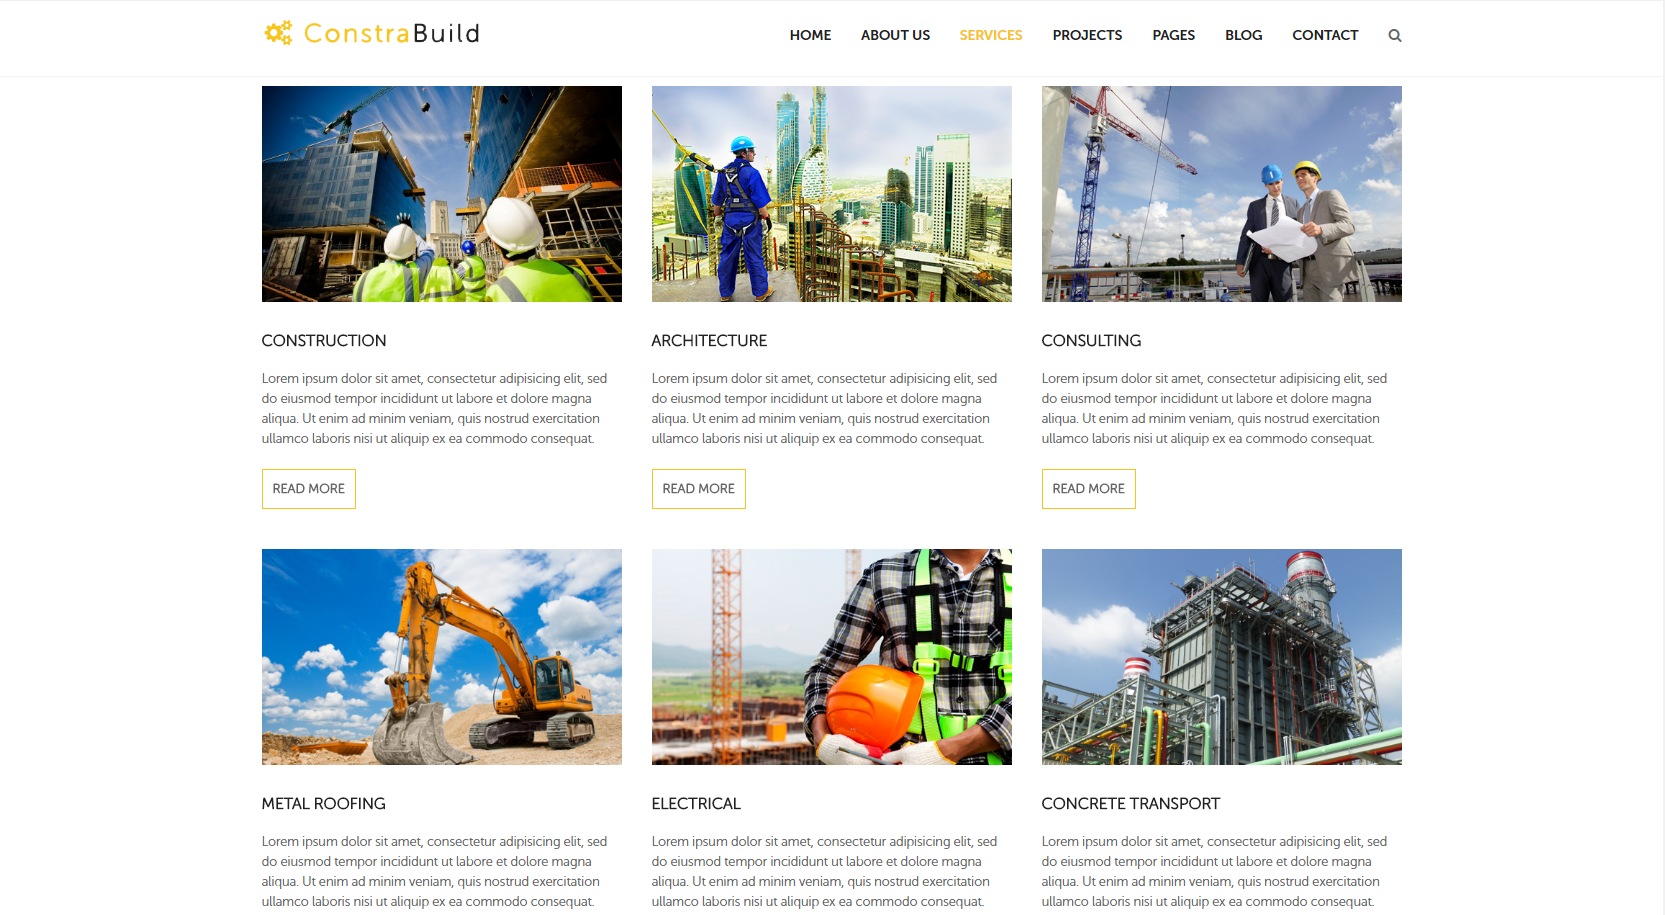 ConstraBuild
HOME ABOUT US SERVICES PROJECTS PAGES BLOG CONTACT
CONSTRUCTION
Lorem ipsum dolor sit amet, consectetur adipisicing elit, sed
do eiusmod tempor incididunt ut labore et dolore magna
aliqua. Ut enim ad minim veniam, quis nostrud exercitation
ullamco laboris nisi ut aliquip ex ea commodo consequat.
READ MORE
ARCHITECTURE
Lorem ipsum dolor sit amet, consectetur adipisicing elit, sed
do eiusmod tempor incididunt ut labore et dolore magna
aliqua. Ut enim ad minim veniam, quis nostrud exercitation
ullamco laboris nisi ut aliquip ex ea commodo consequat.
READ MORE
CONSULTING
Lorem ipsum dolor sit amet, consectetur adipisicing elit, sed
do eiusmod tempor incididunt ut labore et dolore magna
aliqua. Ut enim ad minim veniam, quis nostrud exercitation
ullamco laboris nisi ut aliquip ex ea commodo consequat.
READ MORE
METAL ROOFING
Lorem ipsum dolor sit amet, consectetur adipisicing elit, sed
do eiusmod tempor incididunt ut labore et dolore magna
aliqua. Ut enim ad minim veniam, quis nostrud exercitation
ullamco laboris nisi ut aliquip ex ea commodo consequat.
ELECTRICAL
Lorem ipsum dolor sit amet, consectetur adipisicing elit, sed
do eiusmod tempor incididunt ut labore et dolore magna
aliqua. Ut enim ad minim veniam, quis nostrud exercitation
ullamco laboris nisi ut aliquip ex ea commodo consequat.
CONCRETE TRANSPORT
Lorem ipsum dolor sit amet, consectetur adipisicing elit, sed
do eiusmod tempor incididunt ut labore et dolore magna
aliqua. Ut enim ad minim veniam, quis nostrud exercitation
ullamco laboris nisi ut aliquip ex ea commodo consequat.